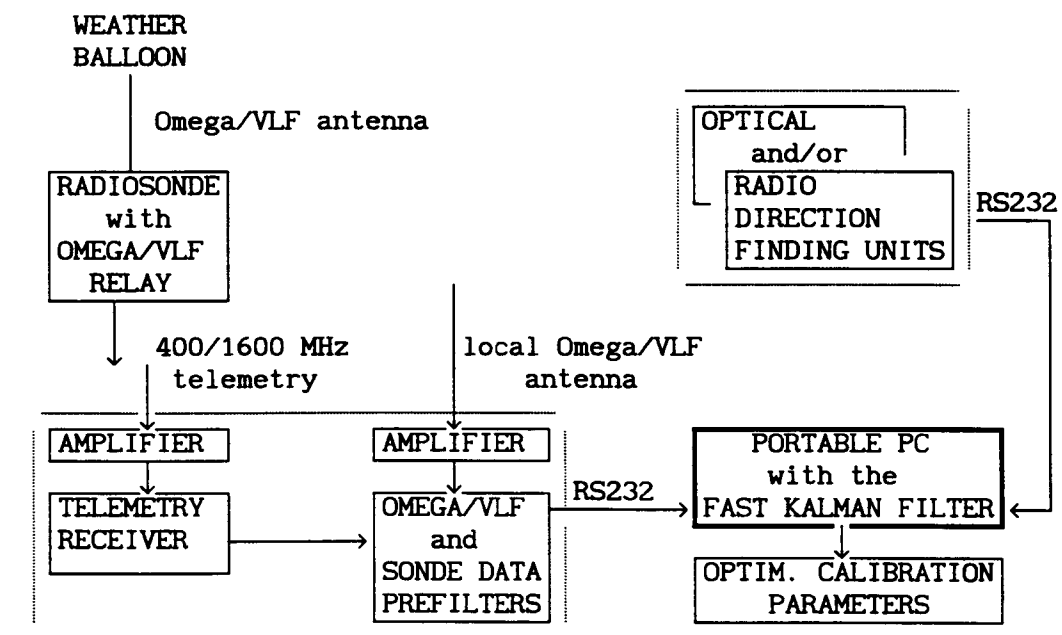 WEATHER
BALLOON
Omega/VLF antenna
RADIOSONDE
with
OMEGA/VLF
RELAY
OPTICAL
and/or
RADIO
DIRECTION
FINDING UNITS
RS232
400/1600 MHz
telemetry
local Omega/VLF
antenna
AMPLIFIER
TELEMETRY
RECEIVER
AMPLIFIER
OMEGA/VLF
and
SONDE DATA
PREFILTERS
RS232
PORTABLE PC
with the
FAST KALMAN FILTER
OPTIM. CALIBRATION
PARAMETERS